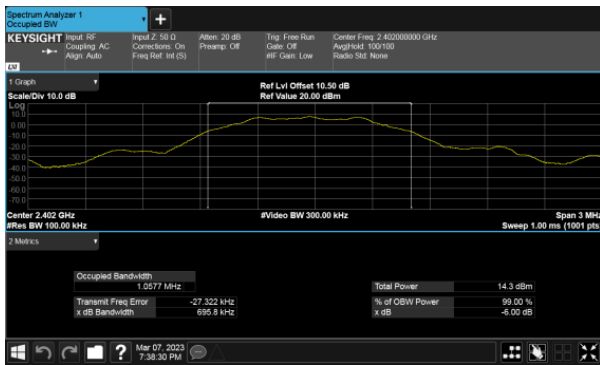 Spectrum Analyzer 1
Occupied BW
+
KEYSIGHT Input: RF Input Z: 50 Ω Atten: 20 dB Trig: Free Run Center Freq: 2.402000000 GHz
Coupling: AC Corrections: On Preamp: Off Gate: Off Avg|Hold: 100/100
Align: Auto Freq Ref: Int (S) #IF Gain: Low Radio Std: None
LXI
1 Graph
Scale/Div 10.0 dB
Ref Lvl Offset 10.50 dB
Ref Value 20.00 dBm
Log
10.0
0.00
-10.0
-20.0
-30.0
-40.0
-50.0
-60.0
-70.0
Center 2.402 GHz #Video BW 300.00 kHz Span 3 MHz
#Res BW 100.00 kHz Sweep 1.00 ms (1001 pts)
2 Metrics
Occupied Bandwidth
1.0577 MHz
Total Power 14.3 dBm
Transmit Freq Error -27.322 kHz % of OBW Power 99.00 %
x dB Bandwidth 695.8 kHz x dB -6.00 dB
?
Mar 07, 2023
7:38:30 PM